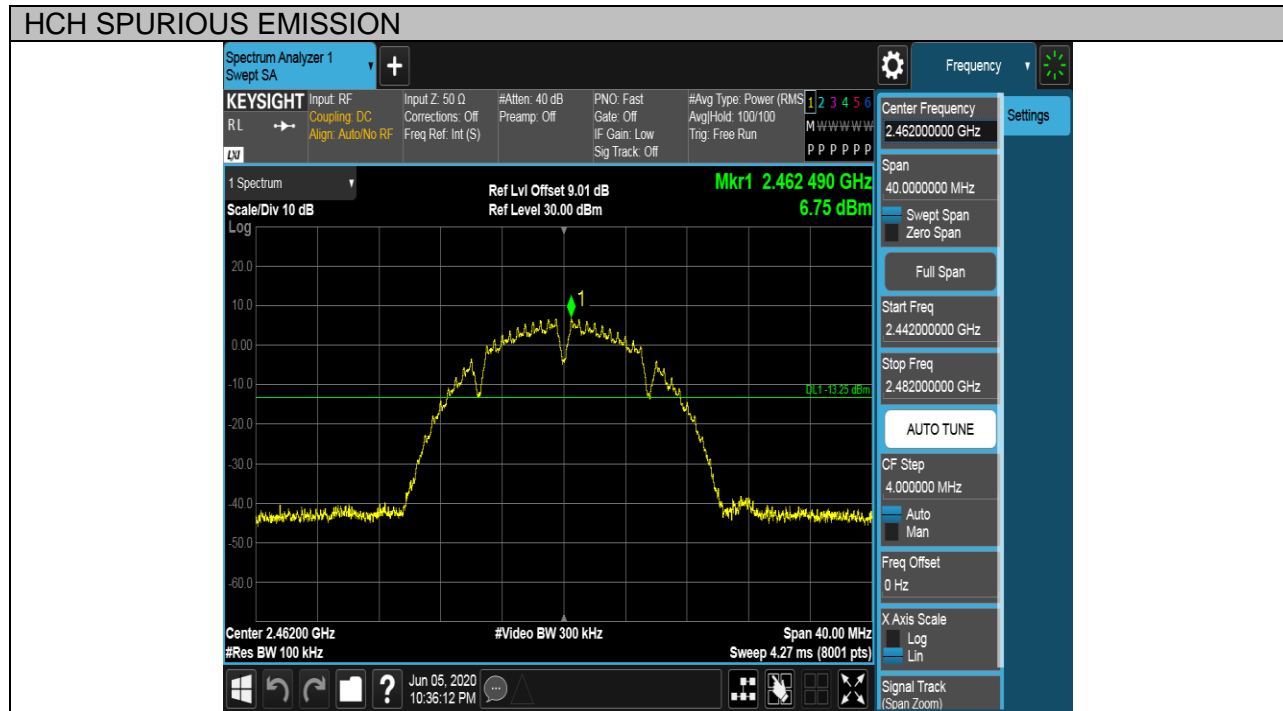 HCH SPURIOUS EMISSION
Spectrum Analyzer 1
Swept SA
+
Frequency
KEYSIGHT
RL
LXI
Input: RF
Coupling: DC
Align: Auto/No RF
Input Z: 50 Ω
Corrections: Off
Freq Ref: Int (S)
#Atten: 40 dB
Preamp: Off
PNO: Fast
Gate: Off
IF Gain: Low
Sig Track: Off
#Avg Type: Power (RMS
Avg|Hold: 100/100
Trig: Free Run
1 2 3 4 5 6
M W W W W W
P P P P P P
1 Spectrum
Scale/Div 10 dB
Log
Ref Lvl Offset 9.01 dB
Ref Level 30.00 dBm
Mkr1 2.462 490 GHz
6.75 dBm
20.0
10.0
0.00
-10.0
-20.0
-30.0
-40.0
-50.0
-60.0
1
DL1 -13.25 dBm
Center 2.46200 GHz
#Res BW 100 kHz
#Video BW 300 kHz
Span 40.00 MHz
Sweep 4.27 ms (8001 pts)
?
Jun 05, 2020
10:36:12 PM
Center Frequency
2.462000000 GHz
Settings
Span
40.0000000 MHz
Swept Span
Zero Span
Full Span
Start Freq
2.442000000 GHz
Stop Freq
2.482000000 GHz
AUTO TUNE
CF Step
4.000000 MHz
Auto
Man
Freq Offset
0 Hz
X Axis Scale
Log
Lin
Signal Track
(Span Zoom)